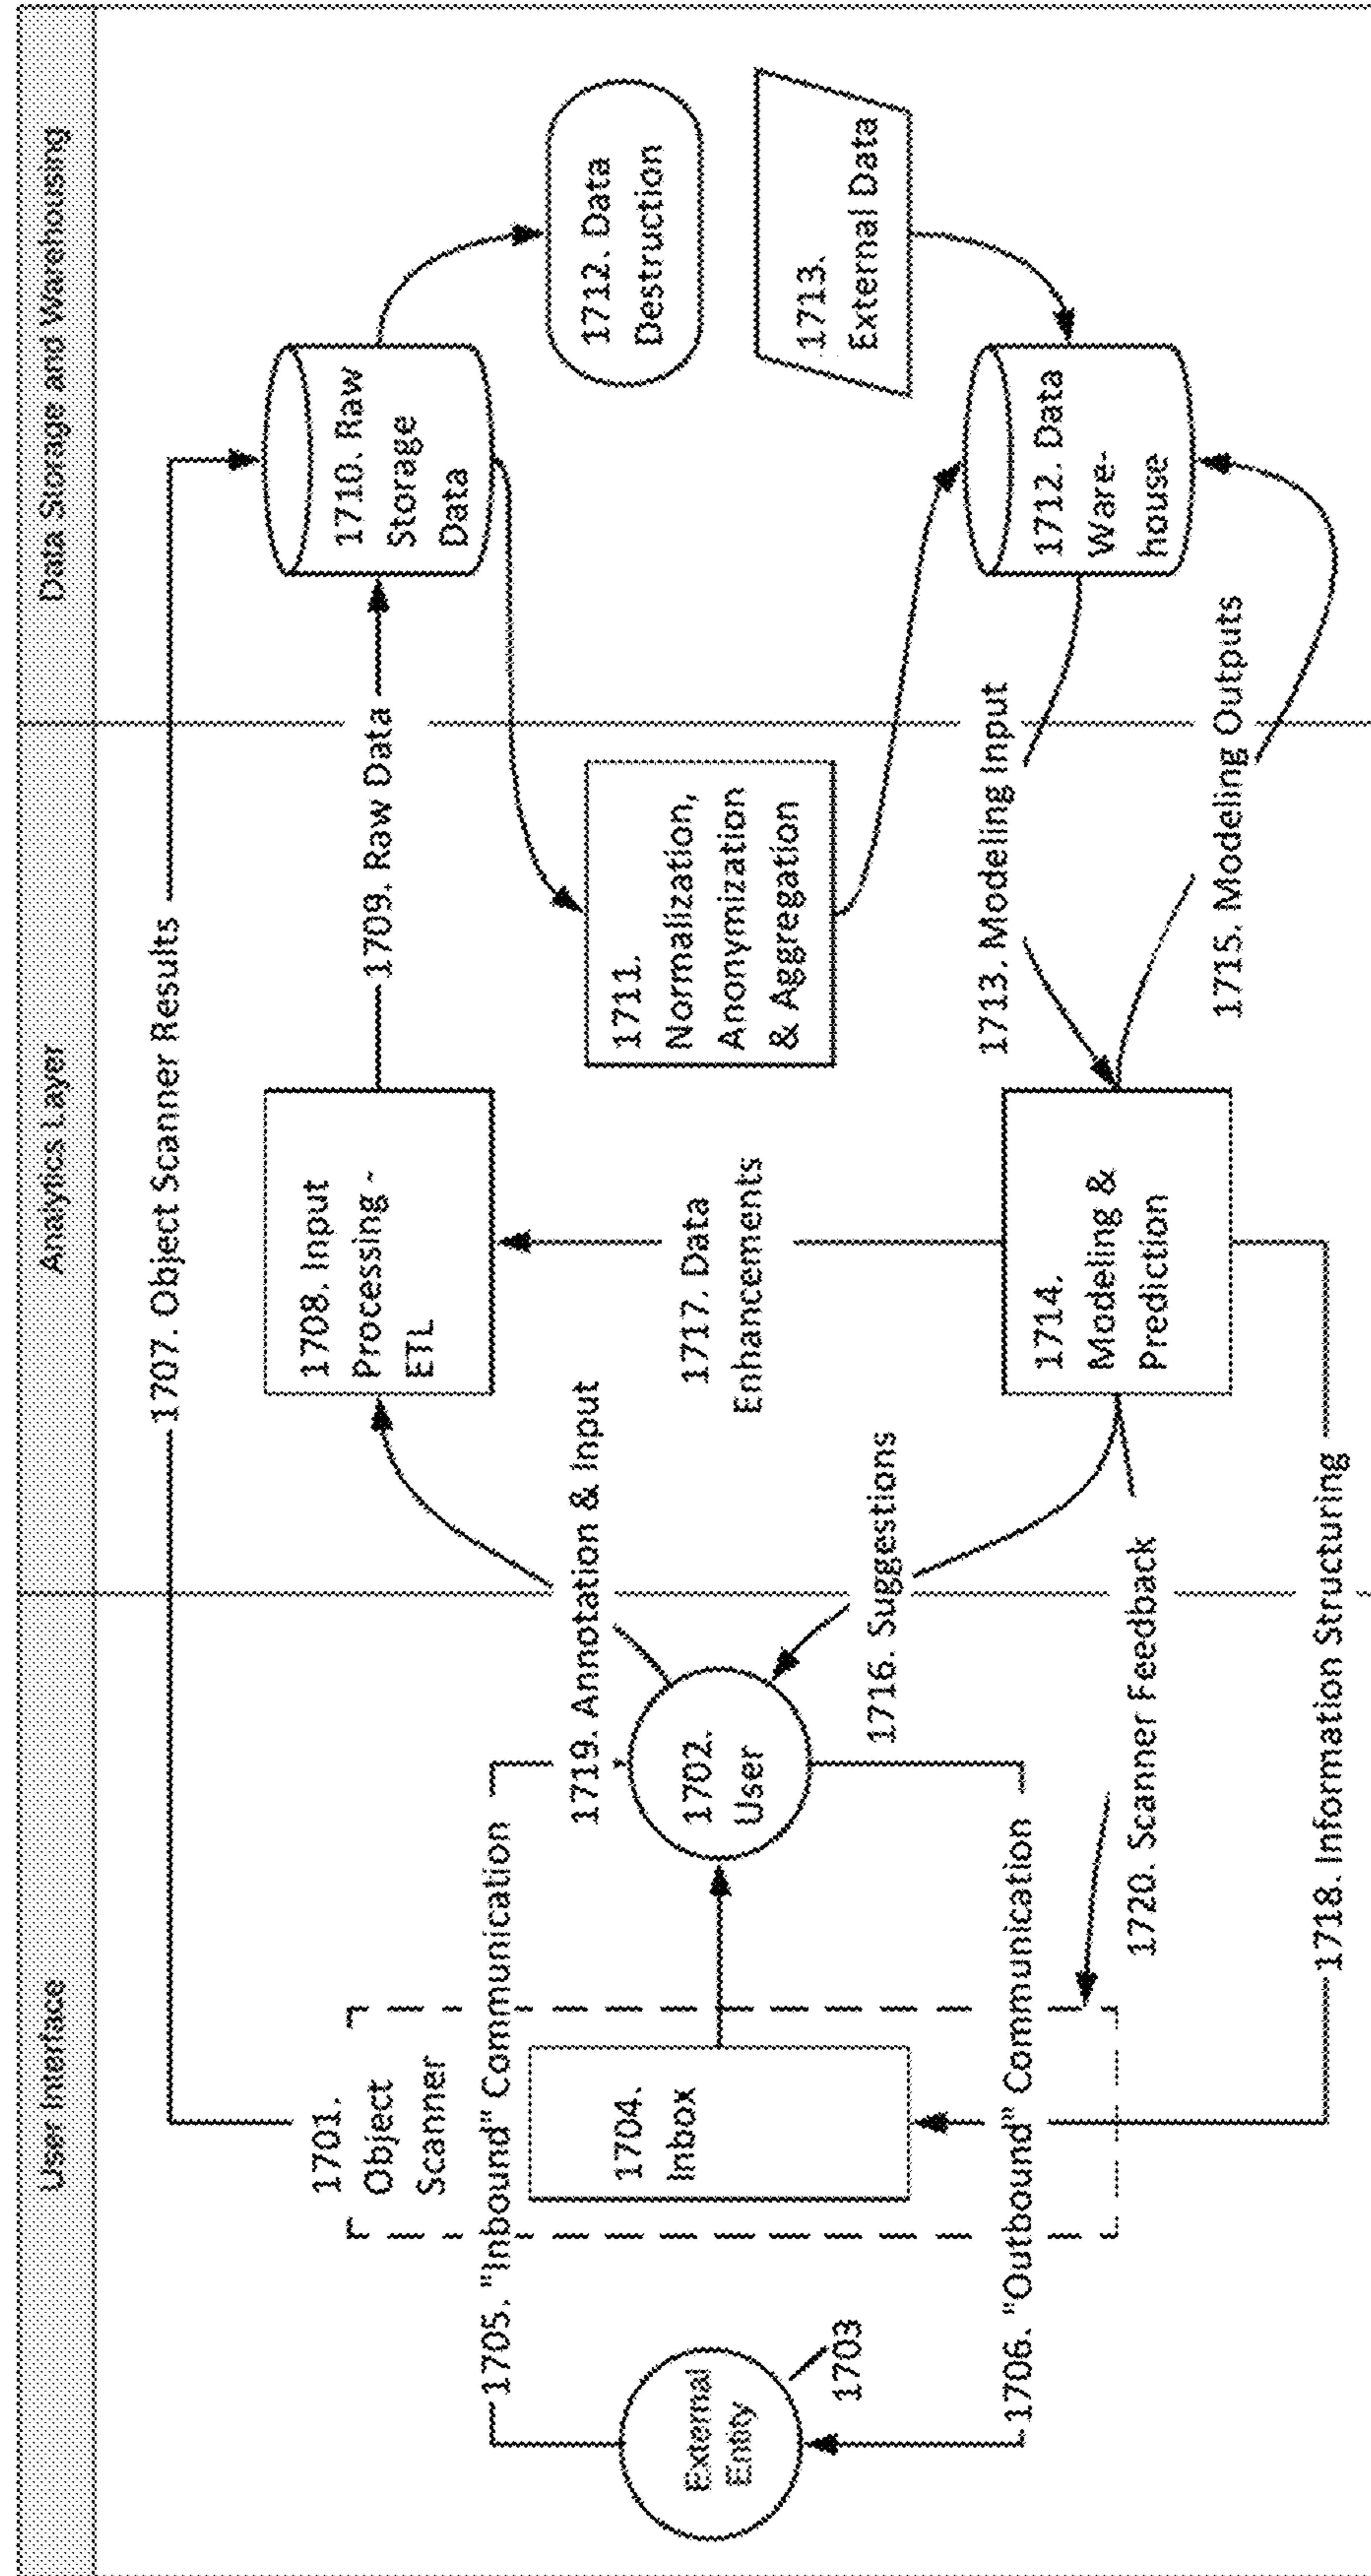 User Interface
Analytics Layer
Data Storage and Warehousing
1707. Object Scanner Results
1701.
Object
Scanner
1705. "Inbound" Communication
1704.
Inbox
External
Entity
1703
1706. "Outbound" Communication
1702.
User
1719. Annotation & Input
1716. Suggestions
1720. Scanner Feedback
1718. Information Structuring
1708. Input
Processing -
ETL
1717. Data
Enhancements
1714.
Modeling &
Prediction
1709. Raw Data
1711.
Normalization,
Anonymization
& Aggregation
1713. Modeling Input
1715. Modeling Outputs
1710. Raw
Storage
Data
1712. Data
Destruction
1713.
External Data
1712. Data
Ware-
house